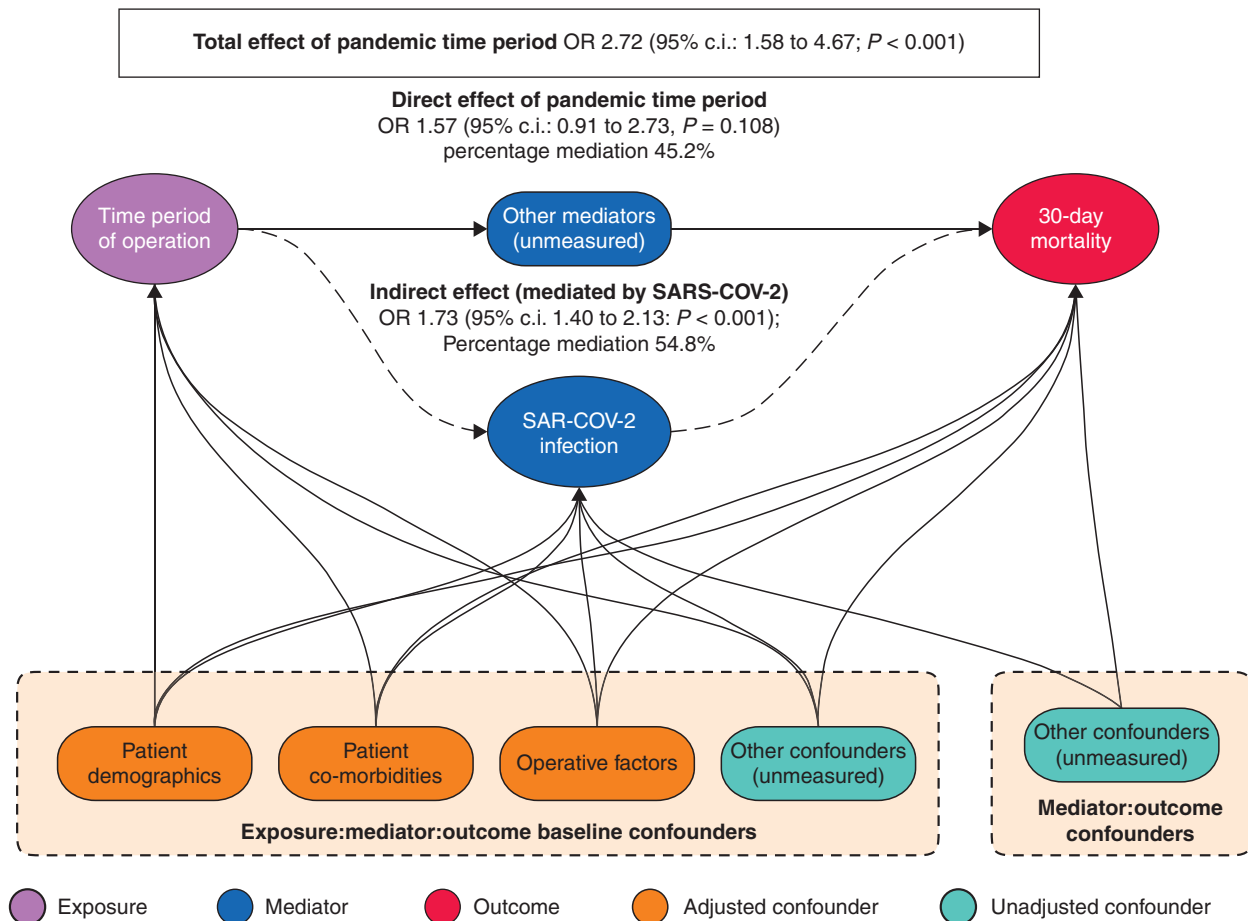 Total effect of pandemic time period OR 2.72 (95% c.i.: 1.58 to 4.67; P < 0.001)
Direct effect of pandemic time period
OR 1.57 (95% c.i.: 0.91 to 2.73, P = 0.108)
percentage mediation 45.2%
Time period
of operation
Other mediators
(unmeasured)
30-day
mortality
Indirect effect (mediated by SARS-COV-2)
OR 1.73 (95% c.i. 1.40 to 2.13: P < 0.001);
Percentage mediation 54.8%
SAR-COV-2
infection
Patient
demographics
Patient
co-morbidities
Operative factors
Other confounders
(unmeasured)
Exposure:mediator:outcome baseline confounders
Other confounders
(unmeasured)
Mediator:outcome
confounders
Exposure
Mediator
Outcome
Adjusted confounder
Unadjusted confounder